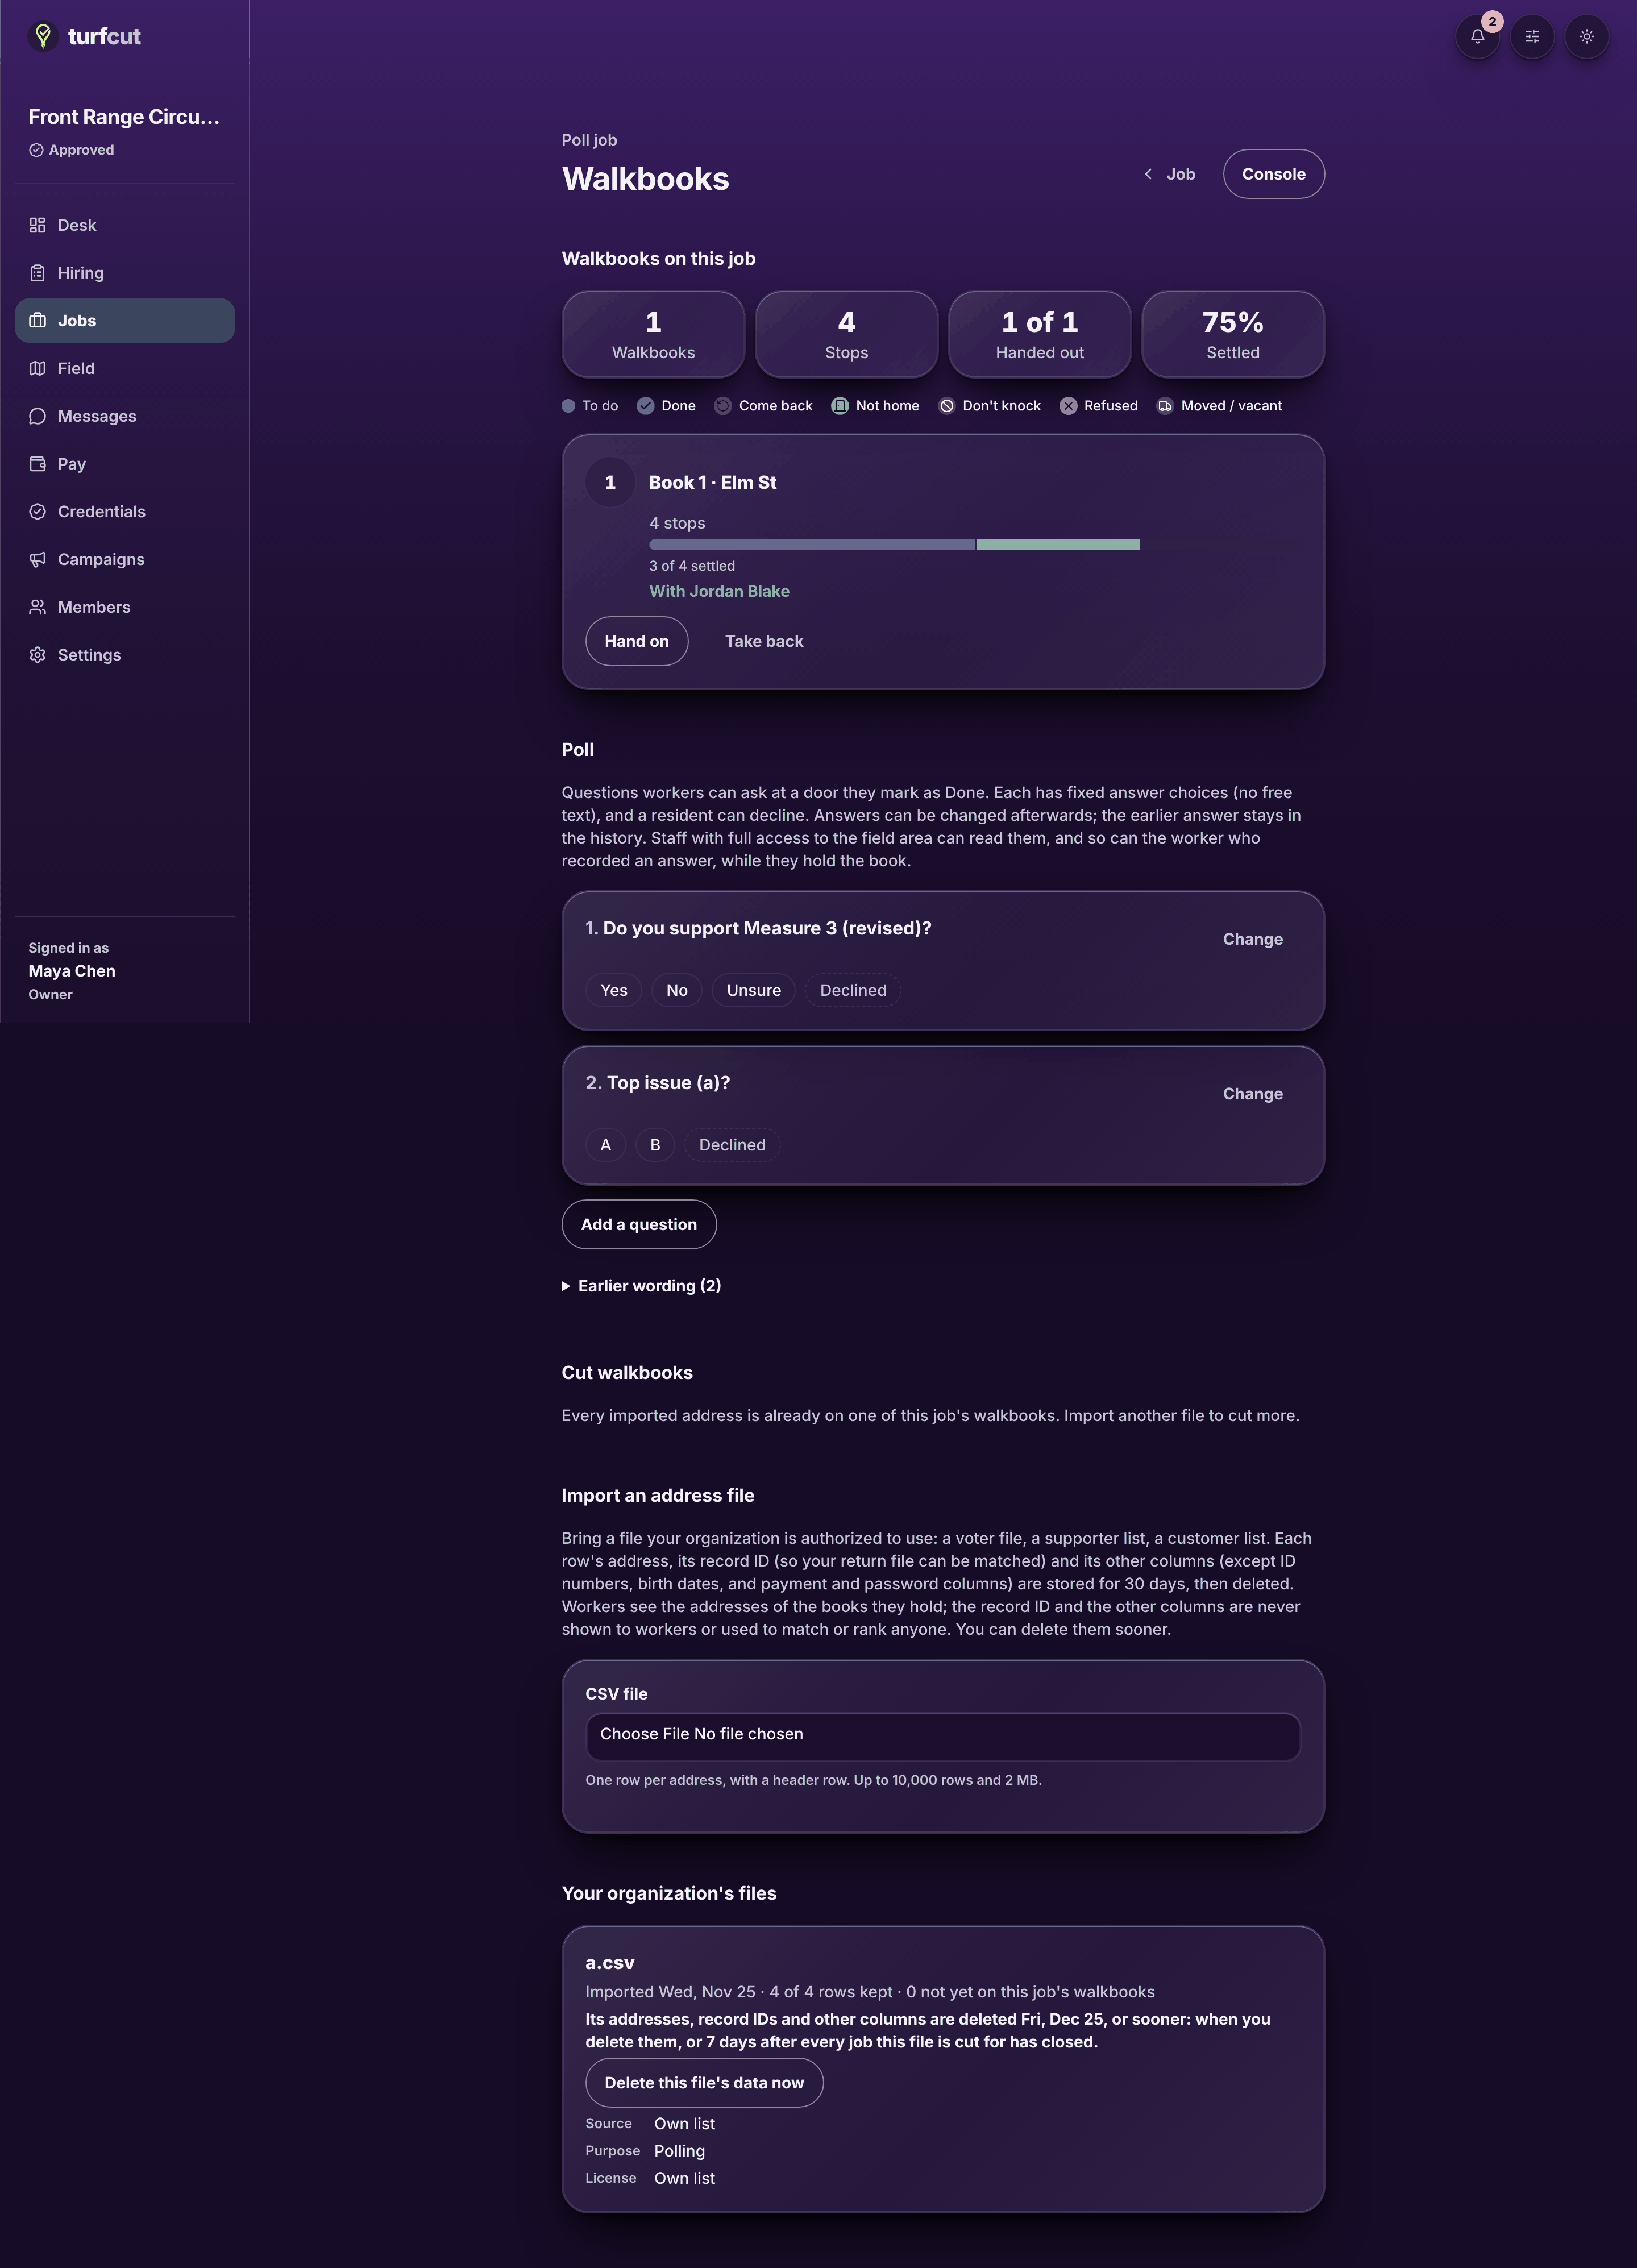 turfcut
2
Front Range Circu...
Approved
Desk
Hiring
Jobs
Field
Messages
Pay
Credentials
Campaigns
Members
Settings
Signed in as
Maya Chen
Owner
Poll job
Walkbooks
Job
Console
Walkbooks on this job
1
Walkbooks
4
Stops
1 of 1
Handed out
75%
Settled
To do
Done
Come back
Not home
Don't knock
Refused
Moved / vacant
1
Book 1 · Elm St
4 stops
3 of 4 settled
With Jordan Blake
Hand on
Take back
Poll
Questions workers can ask at a door they mark as Done. Each has fixed answer choices (no free
text), and a resident can decline. Answers can be changed afterwards; the earlier answer stays in
the history. Staff with full access to the field area can read them, and so can the worker who
recorded an answer, while they hold the book.
1. Do you support Measure 3 (revised)?
Change
Yes
No
Unsure
Declined
2. Top issue (a)?
Change
A
B
Declined
Add a question
Earlier wording (2)
Cut walkbooks
Every imported address is already on one of this job's walkbooks. Import another file to cut more.
Import an address file
Bring a file your organization is authorized to use: a voter file, a supporter list, a customer list. Each
row's address, its record ID (so your return file can be matched) and its other columns (except ID
numbers, birth dates, and payment and password columns) are stored for 30 days, then deleted.
Workers see the addresses of the books they hold; the record ID and the other columns are never
shown to workers or used to match or rank anyone. You can delete them sooner.
CSV file
Choose File No file chosen
One row per address, with a header row. Up to 10,000 rows and 2 MB.
Your organization's files
a.csv
Imported Wed, Nov 25 · 4 of 4 rows kept · 0 not yet on this job's walkbooks
Its addresses, record IDs and other columns are deleted Fri, Dec 25, or sooner: when you
delete them, or 7 days after every job this file is cut for has closed.
Delete this file's data now
Source Own list
Purpose Polling
License Own list